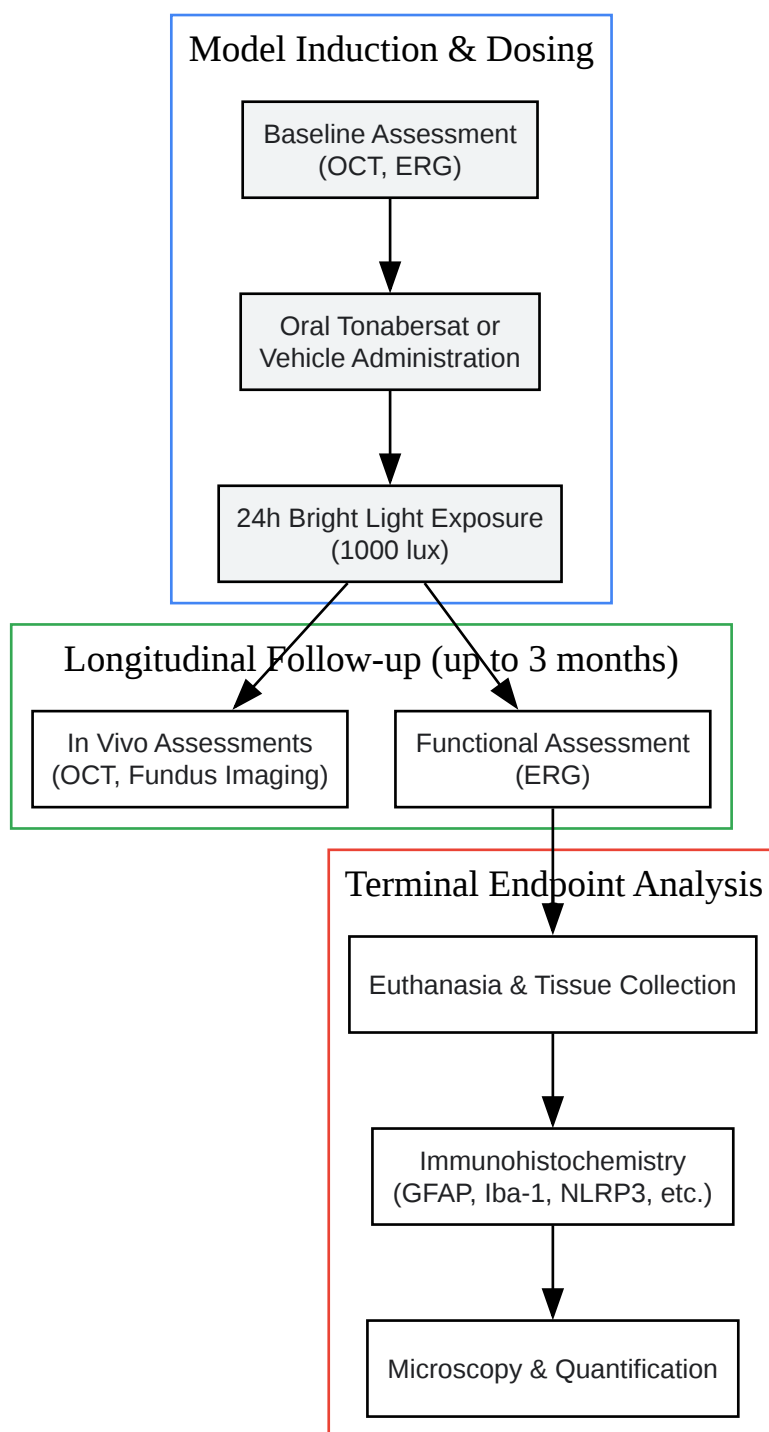 Model Induction & Dosing
Baseline Assessment
(OCT, ERG)
Oral Tonabersat or
Vehicle Administration
24h Bright Light Exposure
(1000 lux)
Longitudinal Follow-up (up to 3 months)
In Vivo Assessments
(OCT, Fundus Imaging)
Functional Assessment
(ERG)
Terminal Endpoint Analysis
Euthanasia & Tissue Collection
Immunohistochemistry
(GFAP, Iba-1, NLRP3, etc.)
Microscopy & Quantification